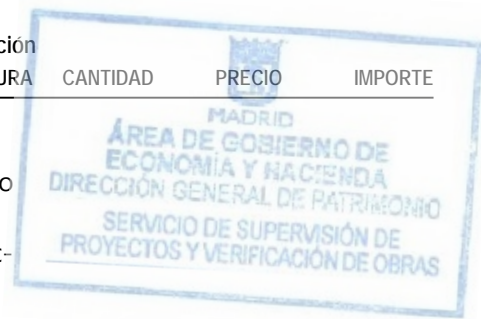 ción
URA CANTIDAD PRECIO IMPORTE
MADRID
ÁREA DE GOBIERNO DE
ECONOMÍA Y HACIENDA
O
DIRECCIÓN GENERAL DE PATRIMONIO
SERVICIO DE SUPERVISIÓN DE
PROYECTOS Y VERIFICACIÓN DE OBRAS